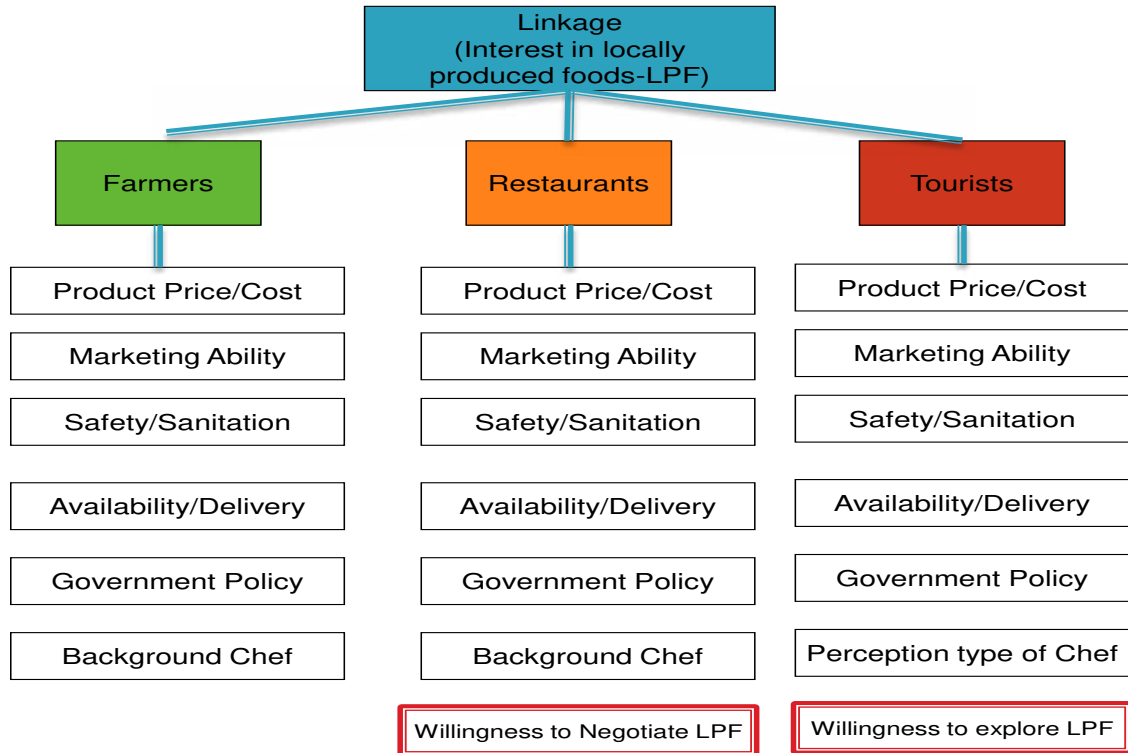 Linkage
(Interest in locally
produced foods-LPF)
Farmers
Restaurants
Tourists
Product Price/Cost
Marketing Ability
Safety/Sanitation
Availability/Delivery
Government Policy
Background Chef
Product Price/Cost
Marketing Ability
Safety/Sanitation
Availability/Delivery
Government Policy
Background Chef
Willingness to Negotiate LPF
Product Price/Cost
Marketing Ability
Safety/Sanitation
Availability/Delivery
Government Policy
Perception type of Chef
Willingness to explore LPF